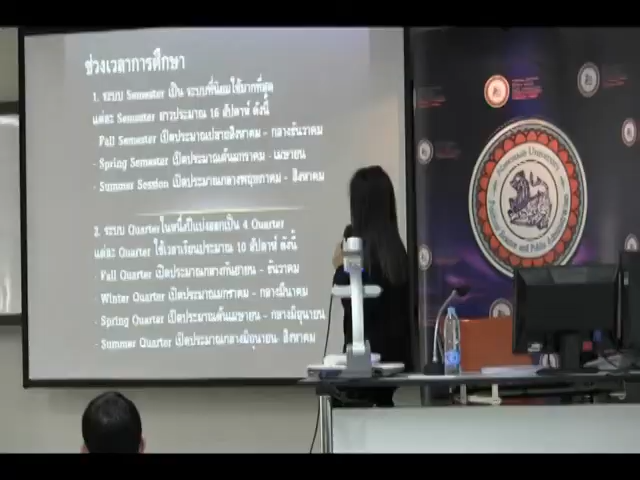 ช่วงเวลาการศึกษา
1. ระบบ Semester เป็น ระบบที่นิยมใช้มากที่สุด
แต่ละ Semester ยาวประมาณ 16 สัปดาห์ ดังนี้
Fall Semester เปิดประมาณปลายสิงหาคม - กลางธันวาคม
- Spring Semester เปิดประมาณต้นมกราคม - เมษายน
- Summer Session เปิดประมาณกลางพฤษภาคม - สิงหาคม
2. ระบบ Quarter ในหนึ่งปีแบ่งออกเป็น 4 Quarter
แต่ละ Quarter ใช้เวลาเรียนประมาณ 10 สัปดาห์ ดังนี้
- Fall Quarter เปิดประมาณกลางกันยายน - ธันวาคม
- Winter Quarter เปิดประมาณมกราคม - กลางมีนาคม
- Spring Quarter เปิดประมาณต้นเมษายน - กลางมิถุนายน
- Summer Quarter เปิดประมาณกลางมิถุนายน สิงหาคม
Naresuan University
and Public